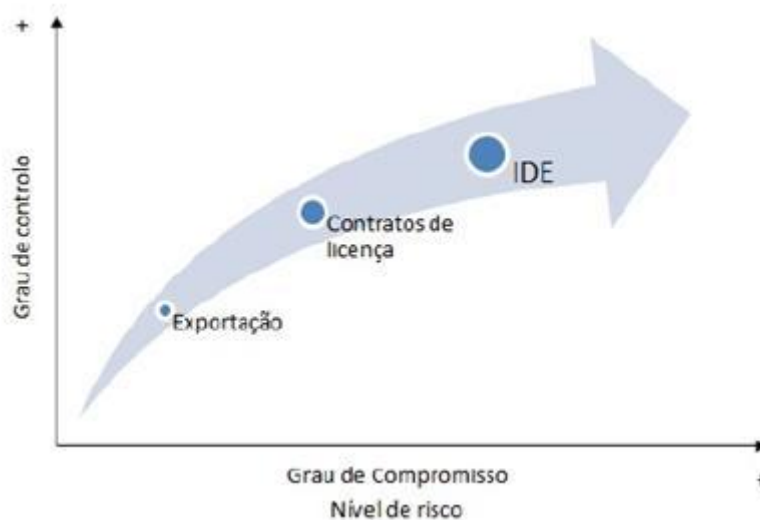 +
Grau de controlo
IDE
Contratos de
licença
Exportação
Grau de Compromisso
+
Nível de risco